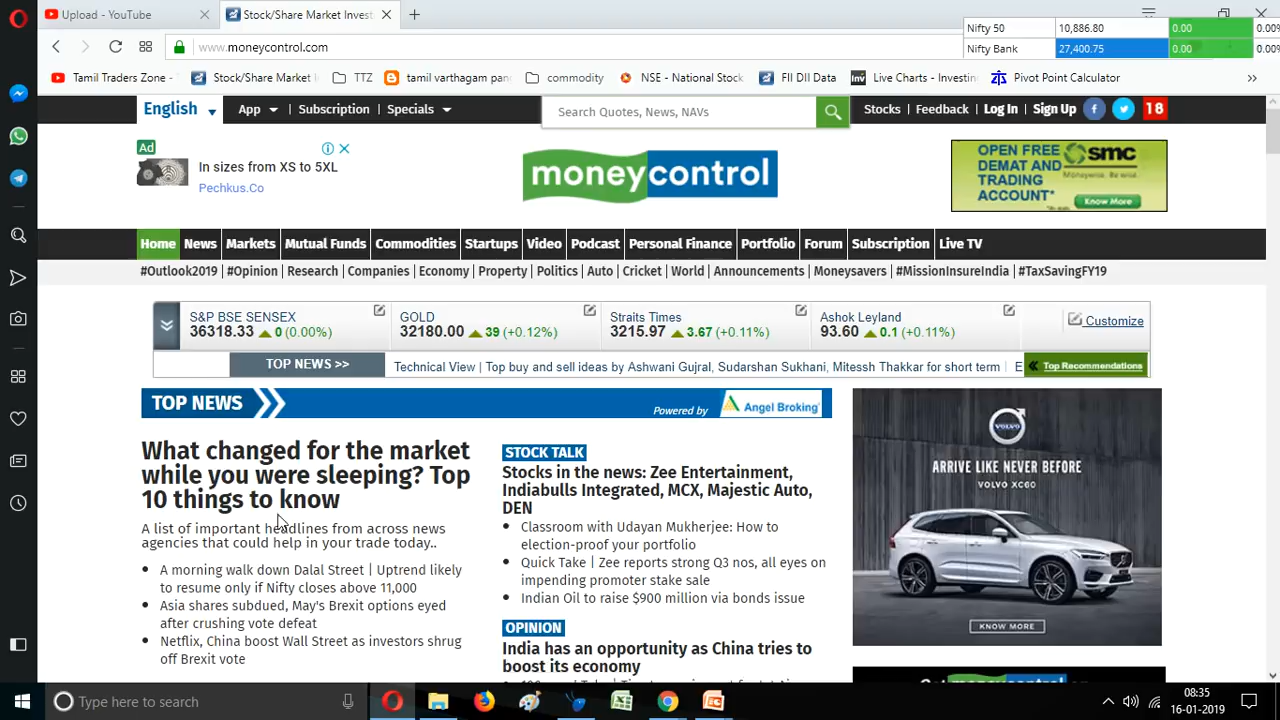 Upload - YouTube
Stock/Share Market Invest
www.moneycontrol.com
Nifty 50 10,886.80 0.00 0.00%
Nifty Bank 27,400.75 0.00 0.00%
Tamil Traders Zone - Stock/Share Market I TTZ tamil varthagam pan commodity NSE - National Stock FII DII Data Live Charts - Investin Pivot Point Calculator
English App Subscription Specials Search Quotes, News, NAVs Stocks Feedback Log In Sign Up 18
Ad
In sizes from XS to 5XL
Pechkus.Co
moneycontrol
OPEN FREE
DEMAT AND
TRADING
ACCOUNT*
smc
Moneywise. Be wise.
Know More
Home News Markets Mutual Funds Commodities Startups Video Podcast Personal Finance Portfolio Forum Subscription Live TV
#Outlook2019 #Opinion Research Companies Economy Property Politics Auto Cricket World Announcements Moneysavers #MissionInsureIndia #TaxSavingFY19
S&P BSE SENSEX
36318.33 0 (0.00%)
GOLD
32180.00 39 (+0.12%)
Straits Times
3215.97 3.67 (+0.11%)
Ashok Leyland
93.60 0.1 (+0.11%)
Customize
TOP NEWS >> Technical View | Top buy and sell ideas by Ashwani Gujral, Sudarshan Sukhani, Mitessh Thakkar for short term | E Top Recommendations
TOP NEWS
Powered by Angel Broking
What changed for the market
while you were sleeping? Top
10 things to know
A list of important headlines from across news
agencies that could help in your trade today..
• A morning walk down Dalal Street | Uptrend likely
to resume only if Nifty closes above 11,000
• Asia shares subdued, May's Brexit options eyed
after crushing vote defeat
• Netflix, China boost Wall Street as investors shrug
off Brexit vote
STOCK TALK
Stocks in the news: Zee Entertainment,
Indiabulls Integrated, MCX, Majestic Auto,
DEN
• Classroom with Udayan Mukherjee: How to
election-proof your portfolio
• Quick Take | Zee reports strong Q3 nos, all eyes on
impending promoter stake sale
• Indian Oil to raise $900 million via bonds issue
OPINION
India has an opportunity as China tries to
boost its economy
VOLVO
ARRIVE LIKE NEVER BEFORE
VOLVO XC60
KNOW MORE
Type here to search
08:35
16-01-2019